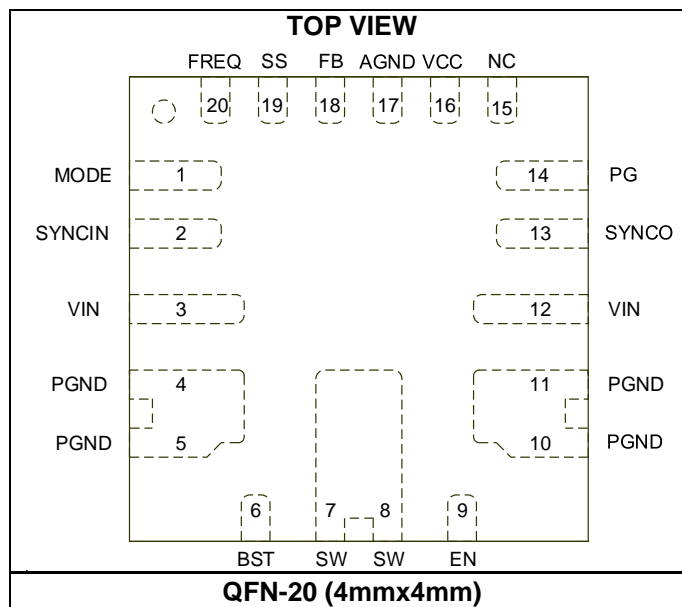 TOP VIEW
FREQ SS FB AGND VCC NC
20 19 18 17 16 15
MODE 1 14 PG
SYNCIN 2 13 SYNCO
VIN 3 12 VIN
PGND 4 11 PGND
PGND 5 10 PGND
6 7 8 9
BST SW SW EN
QFN-20 (4mmx4mm)